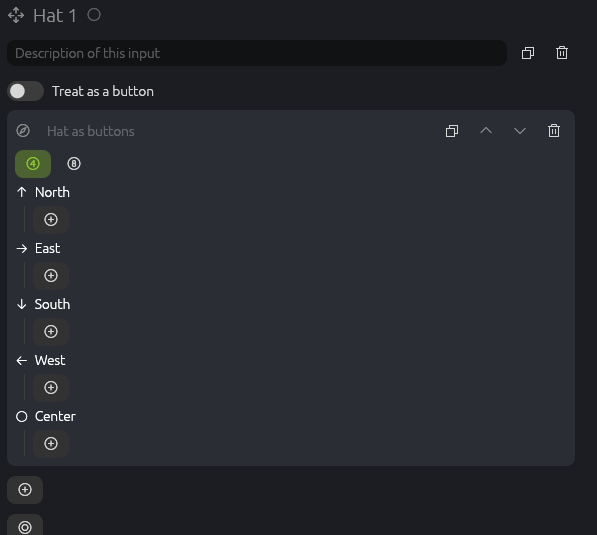 Hat 1
Description of this input
Treat as a button
Hat as buttons
4 8
North
East
South
West
Center